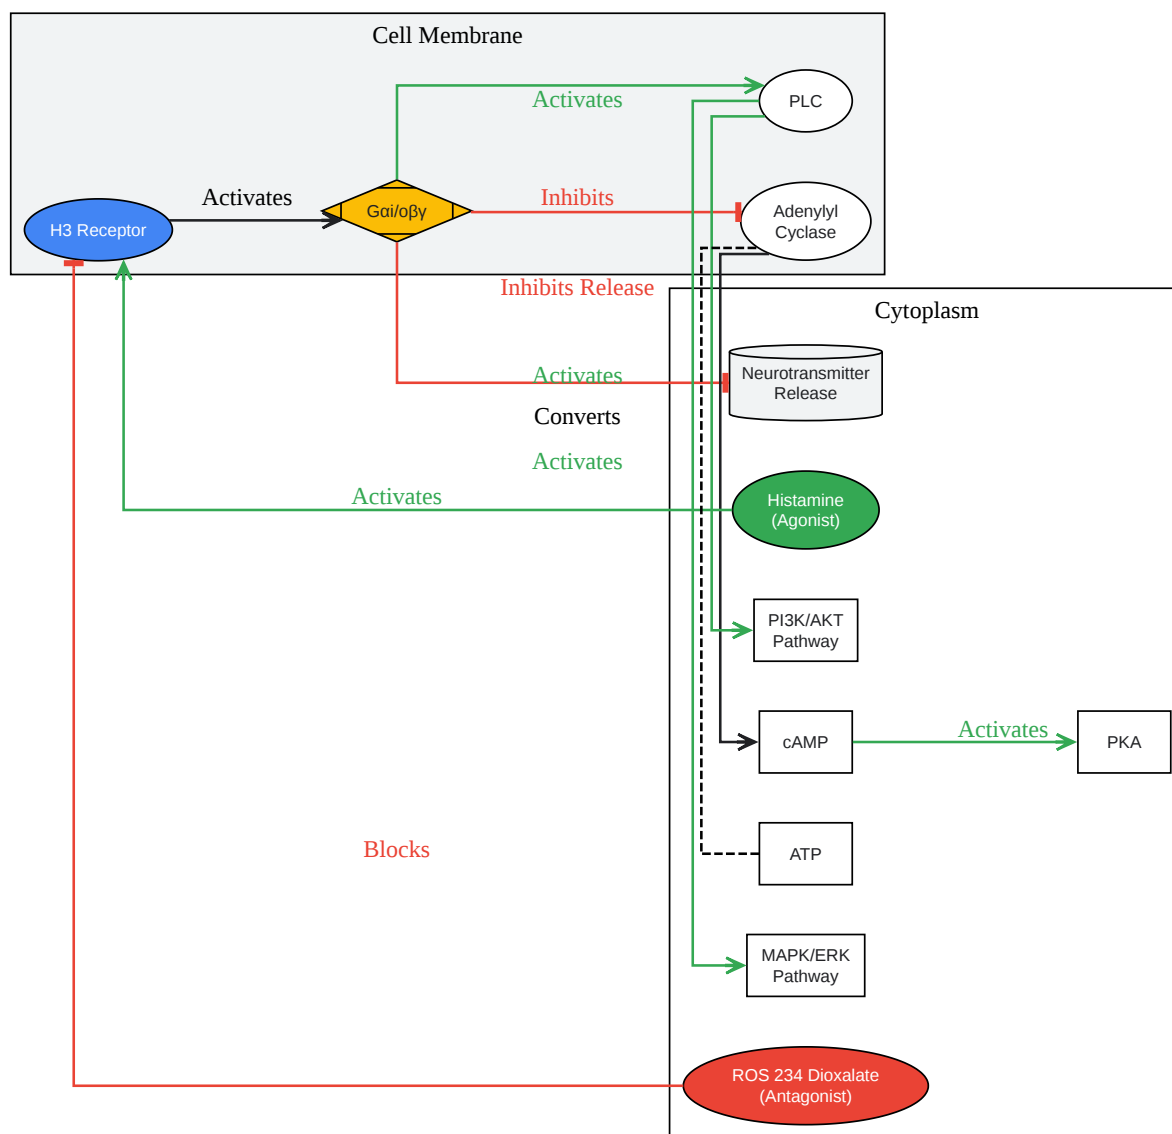 Cell Membrane
Activates
PLC
Activates
Inhibits
H3 Receptor
Gαi/oβγ
Adenylyl
Cyclase
Inhibits Release
Cytoplasm
Activates
Neurotransmitter
Release
Converts
Activates
Activates
Histamine
(Agonist)
PI3K/AKT
Pathway
cAMP
Activates
PKA
Blocks
ATP
MAPK/ERK
Pathway
ROS 234 Dioxalate
(Antagonist)